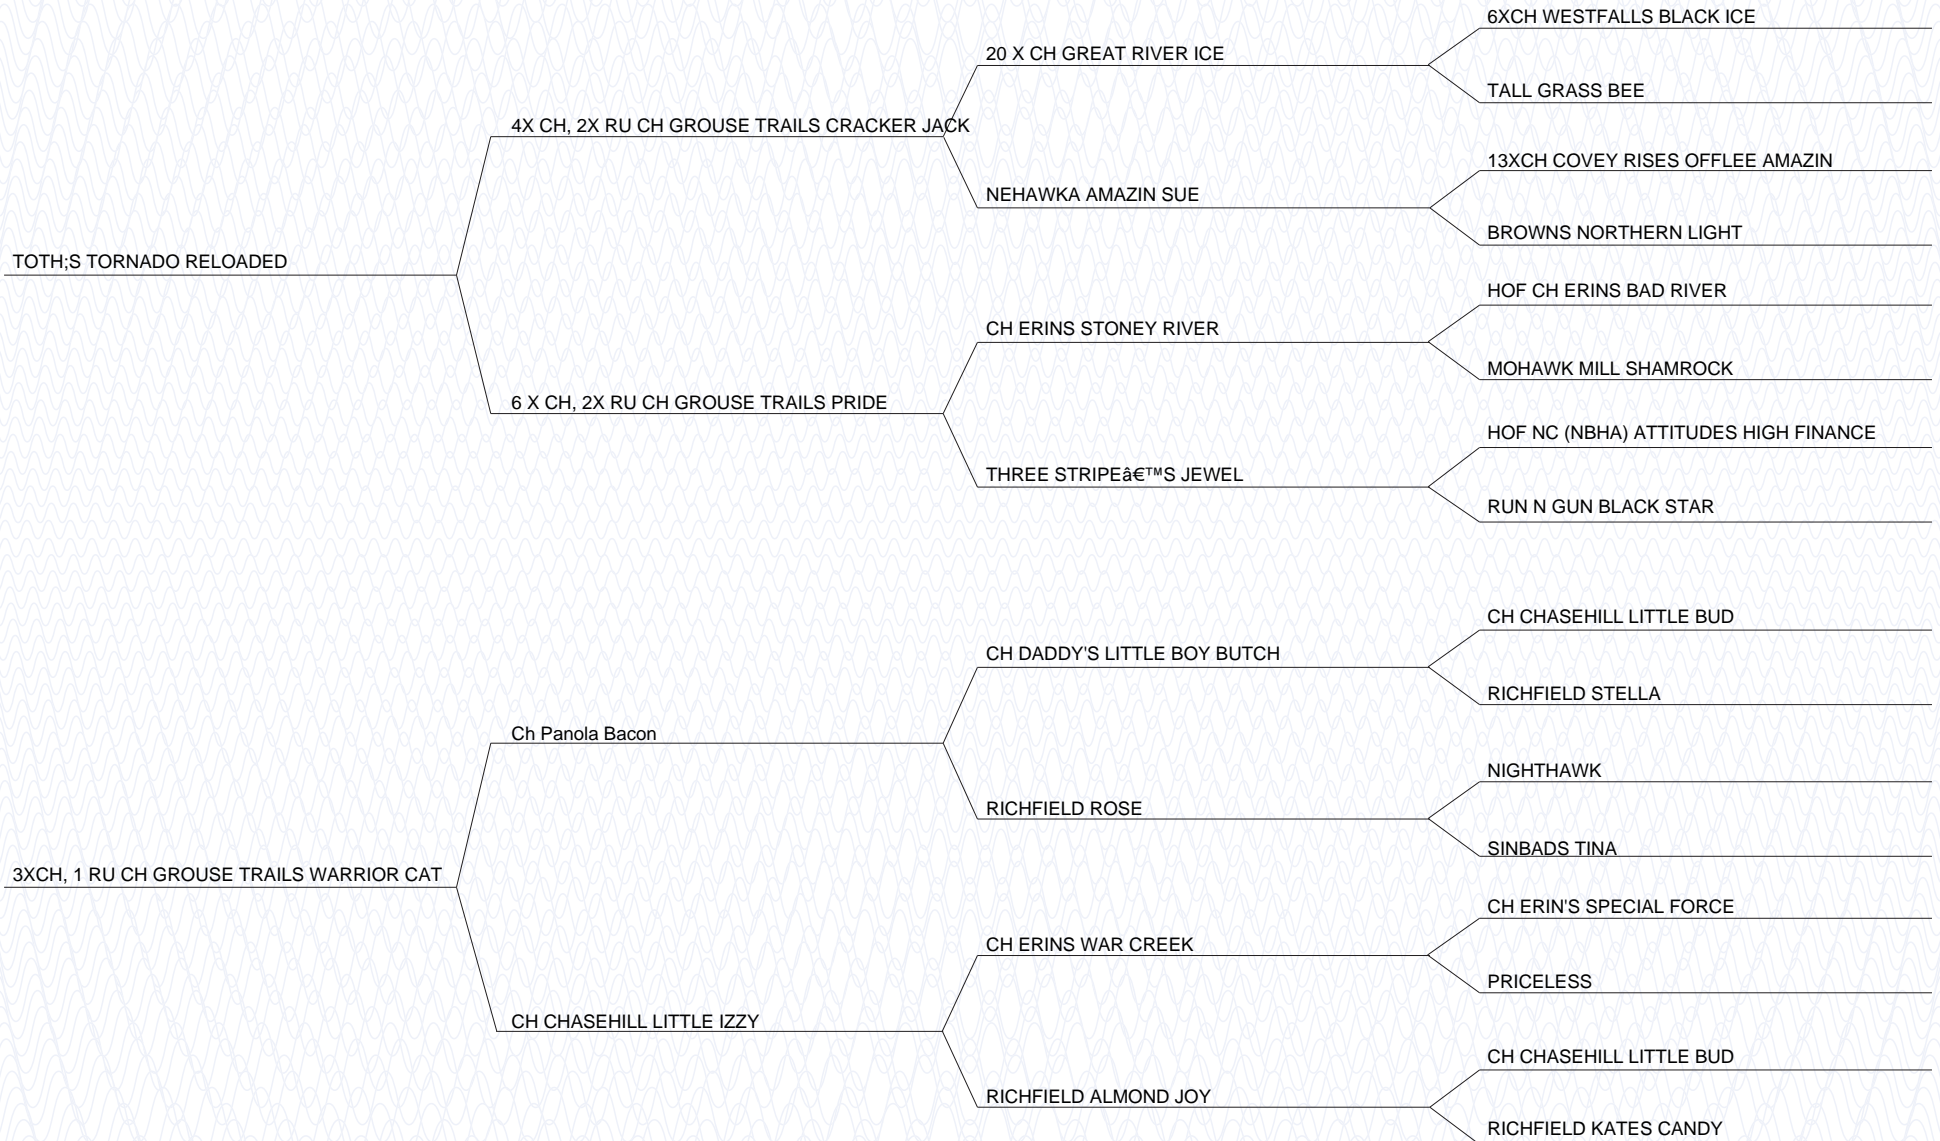 6XCH WESTFALLS BLACK ICE
20 X CH GREAT RIVER ICE
TALL GRASS BEE
4X CH, 2X RU CH GROUSE TRAILS CRACKER JACK
13XCH COVEY RISES OFFLEE AMAZIN
NEHAWKA AMAZIN SUE
BROWNS NORTHERN LIGHT
TOTH;S TORNADO RELOADED
HOF CH ERINS BAD RIVER
CH ERINS STONEY RIVER
MOHAWK MILL SHAMROCK
6 X CH, 2X RU CH GROUSE TRAILS PRIDE
HOF NC (NBHA) ATTITUDES HIGH FINANCE
THREE STRIPEâ€™S JEWEL
RUN N GUN BLACK STAR
CH CHASEHILL LITTLE BUD
CH DADDY'S LITTLE BOY BUTCH
RICHFIELD STELLA
Ch Panola Bacon
NIGHTHAWK
RICHFIELD ROSE
SINBADS TINA
3XCH, 1 RU CH GROUSE TRAILS WARRIOR CAT
CH ERIN'S SPECIAL FORCE
CH ERINS WAR CREEK
PRICELESS
CH CHASEHILL LITTLE IZZY
CH CHASEHILL LITTLE BUD
RICHFIELD ALMOND JOY
RICHFIELD KATES CANDY